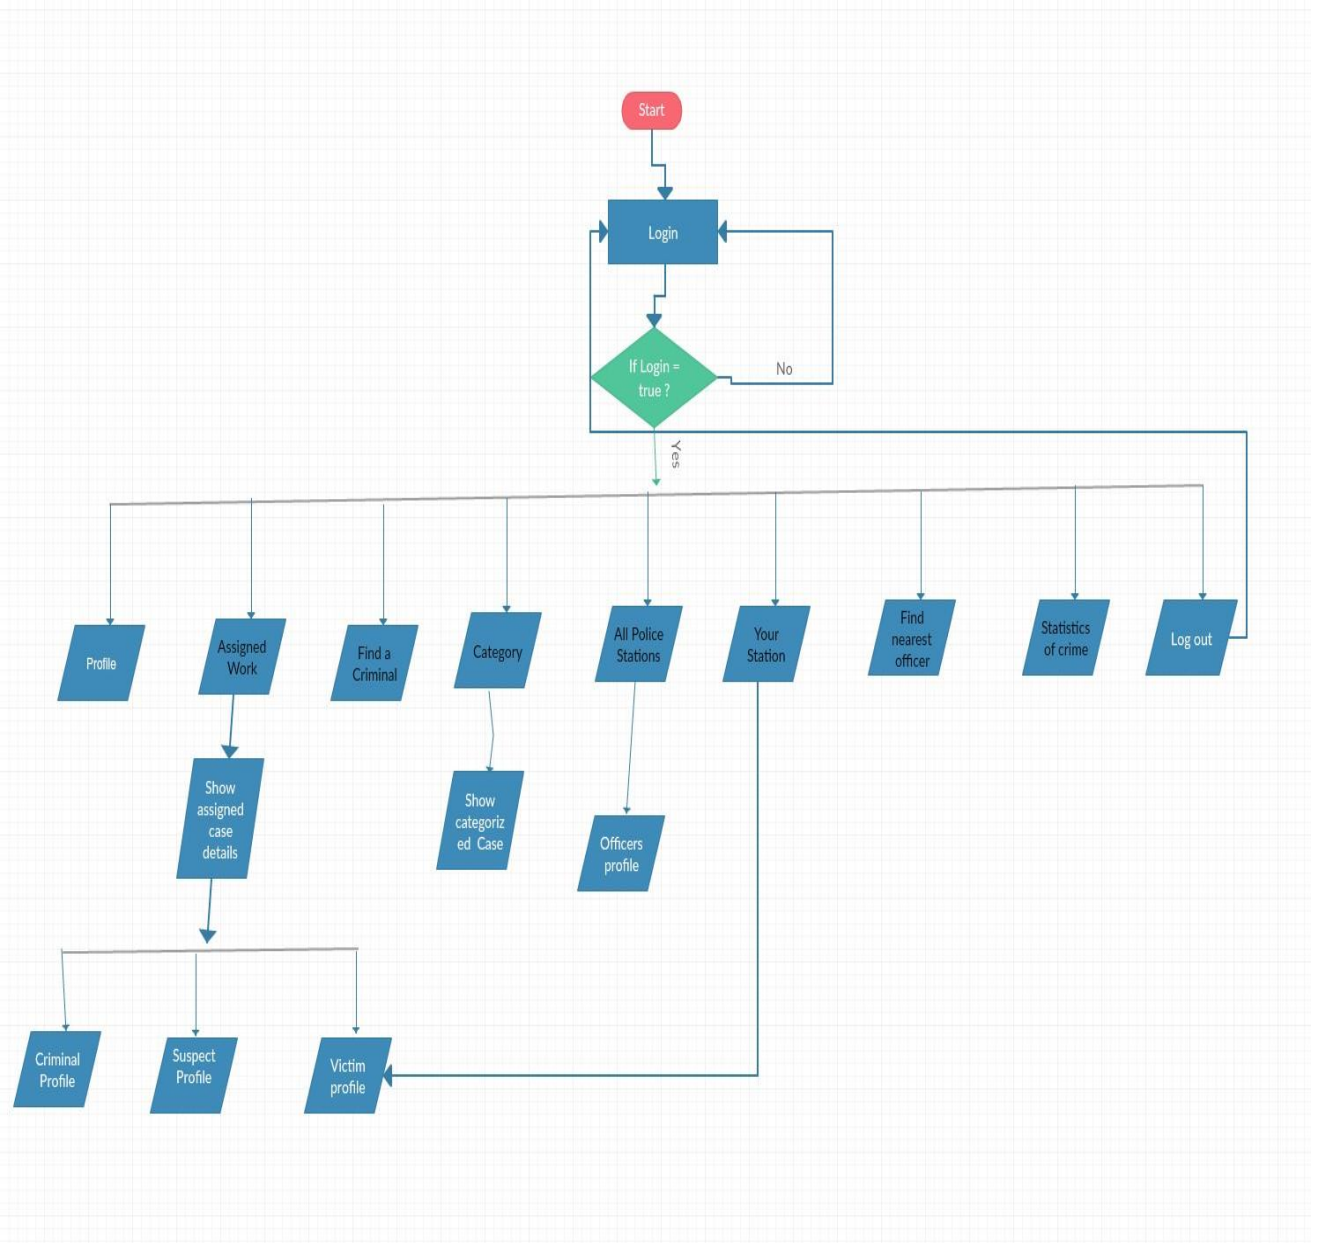 Start
Login
If Login =
true ?
No
Yes
Profile
Assigned
Work
Find a
Criminal
Category
All Police
Stations
Your
Station
Find
nearest
officer
Statistics
of crime
Log out
Show
assigned
case
details
Show
categoriz
ed Case
Officers
profile
Criminal
Profile
Suspect
Profile
Victim
profile